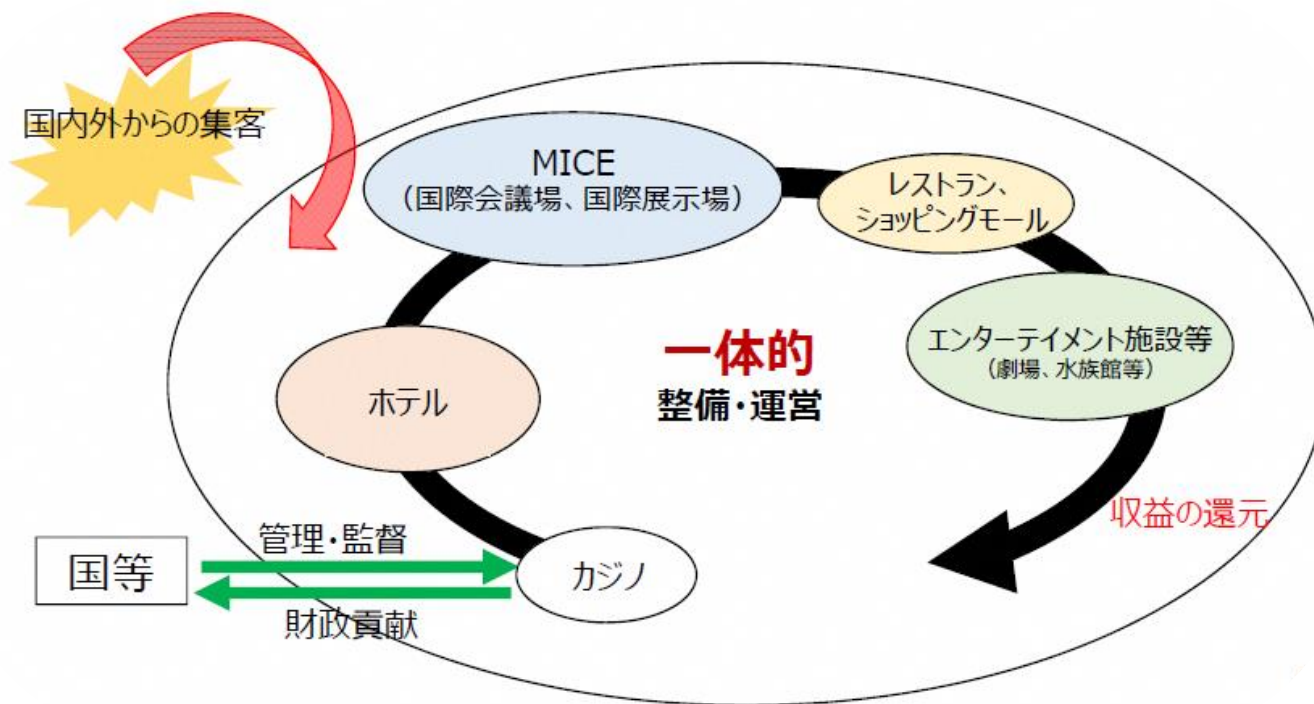 国内外からの集客
MICE
（国際会議場、国際展示場）
レストラン、
ショッピングモール
エンターテイメント施設等
（劇場、水族館等）
一体的
整備・運営
ホテル
収益の還元
管理・監督
国等
カジノ
財政貢献